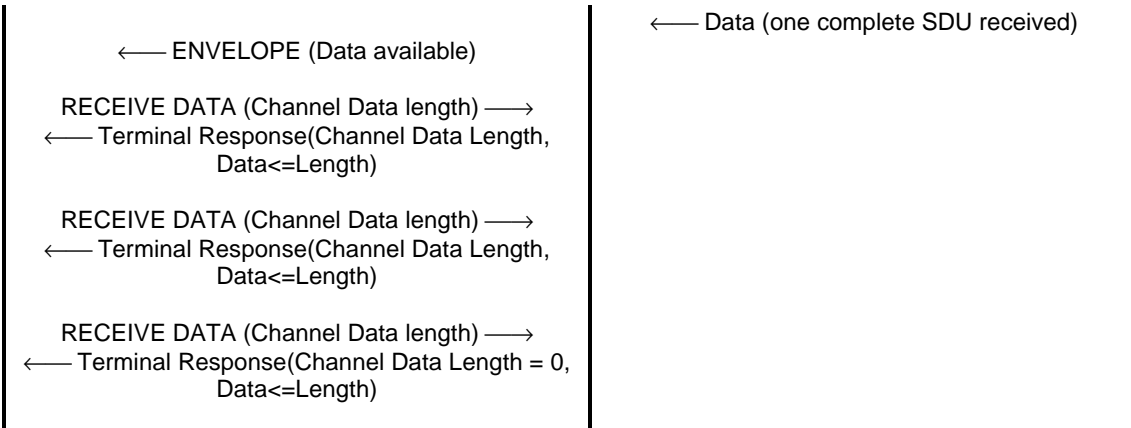 ←— Data (one complete SDU received)
←— ENVELOPE (Data available)
RECEIVE DATA (Channel Data length) —→
←— Terminal Response(Channel Data Length,
Data<=Length)
RECEIVE DATA (Channel Data length) —→
←— Terminal Response(Channel Data Length,
Data<=Length)
RECEIVE DATA (Channel Data length) —→
←— Terminal Response(Channel Data Length = 0,
Data<=Length)